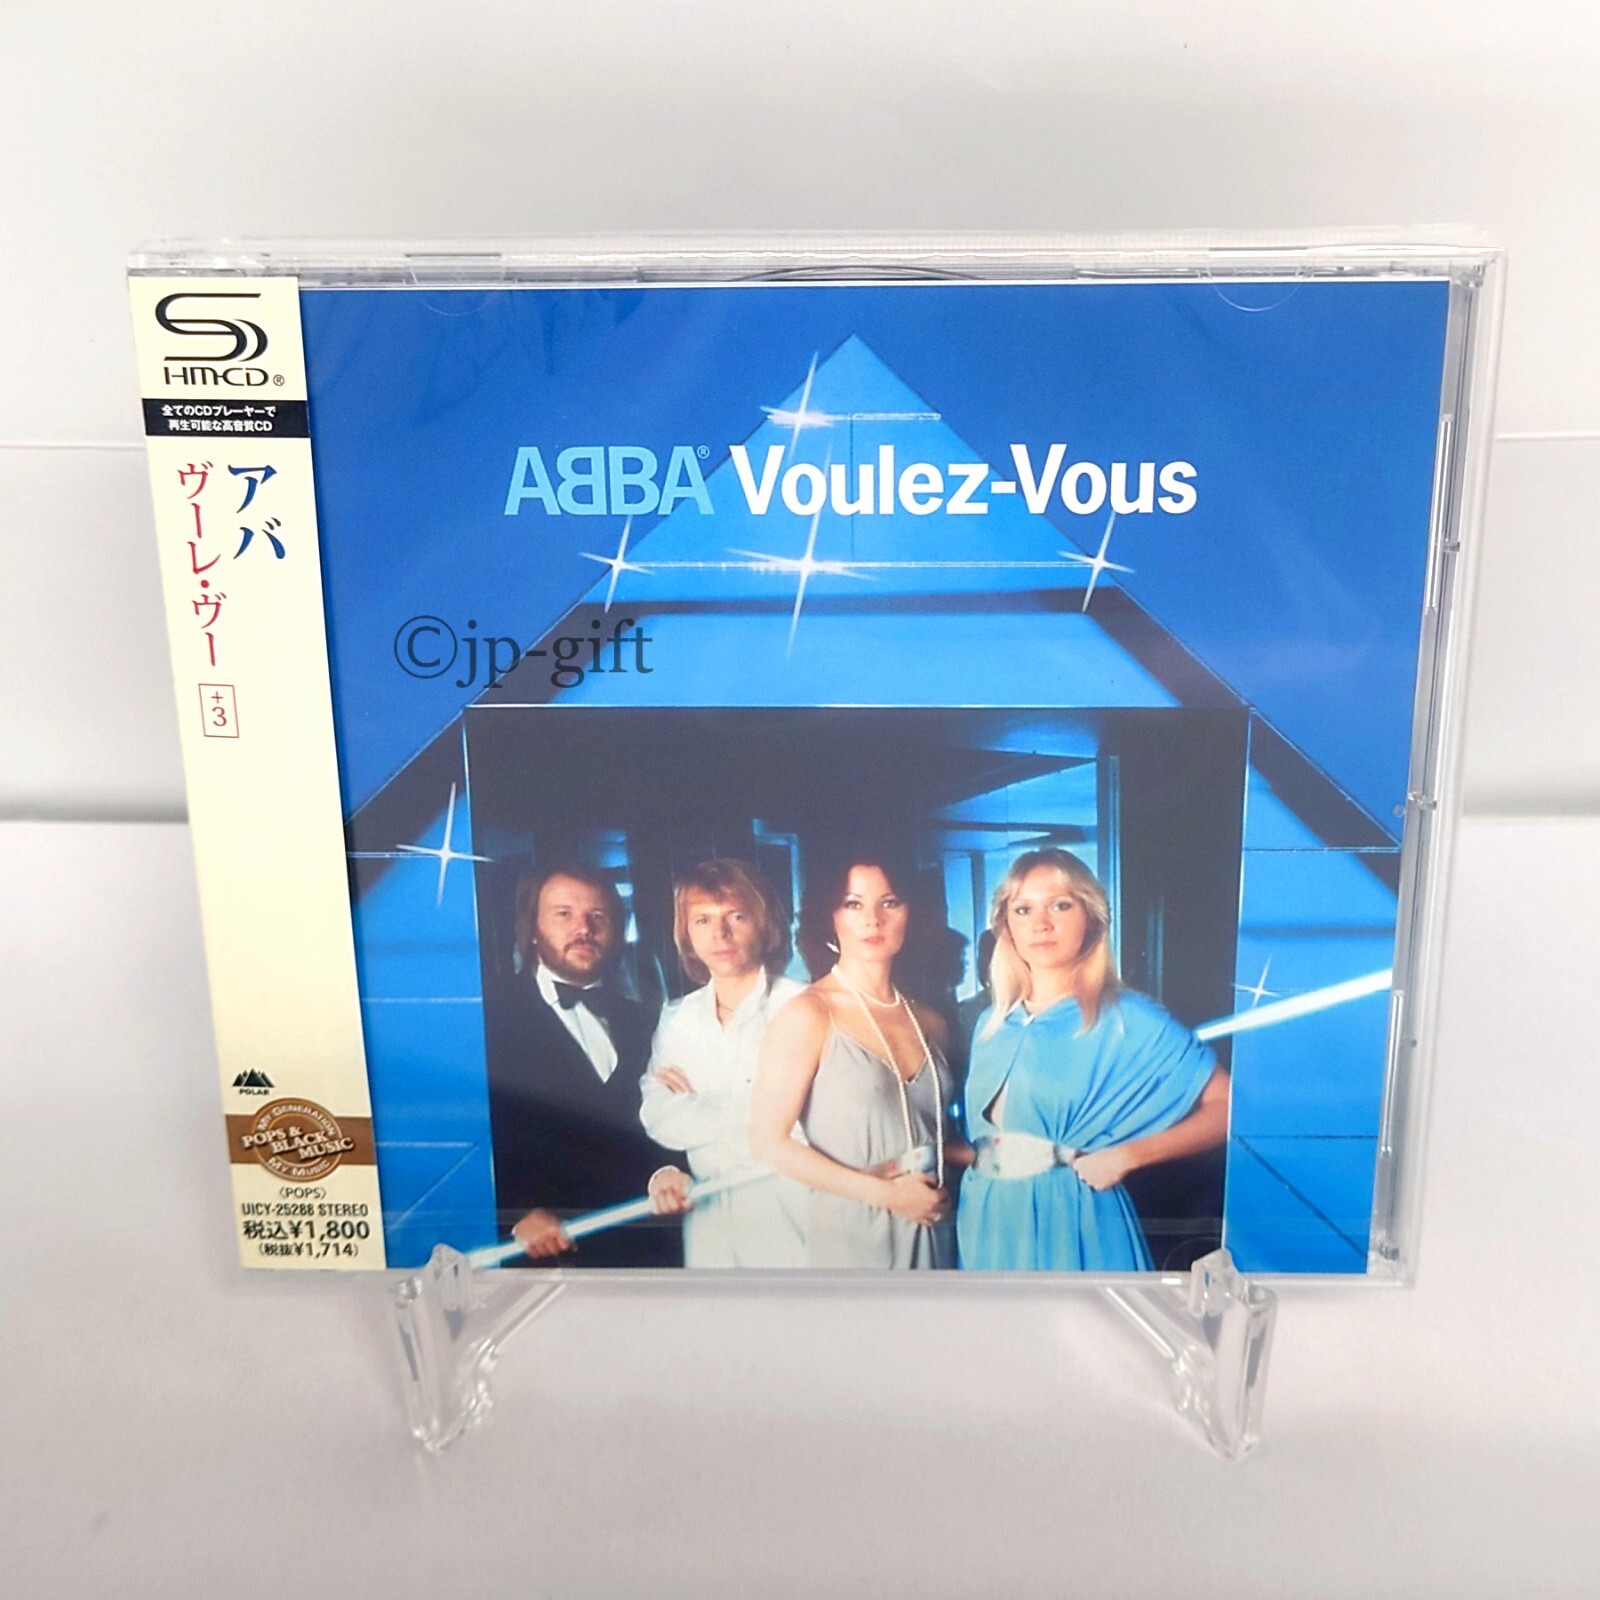 SHM-CD®
全てのCDプレーヤーで
再生可能な高音質CD
アバ
ヴーレ・ヴー
+3
POLAR
MY GENERATION
POPS &
BLACK
MUSIC
MY MUSIC
〈POPS〉
UICY-25288 STEREO
税込¥1,800
(税抜¥1,714)
ABBA® Voulez-Vous
©jp-gift